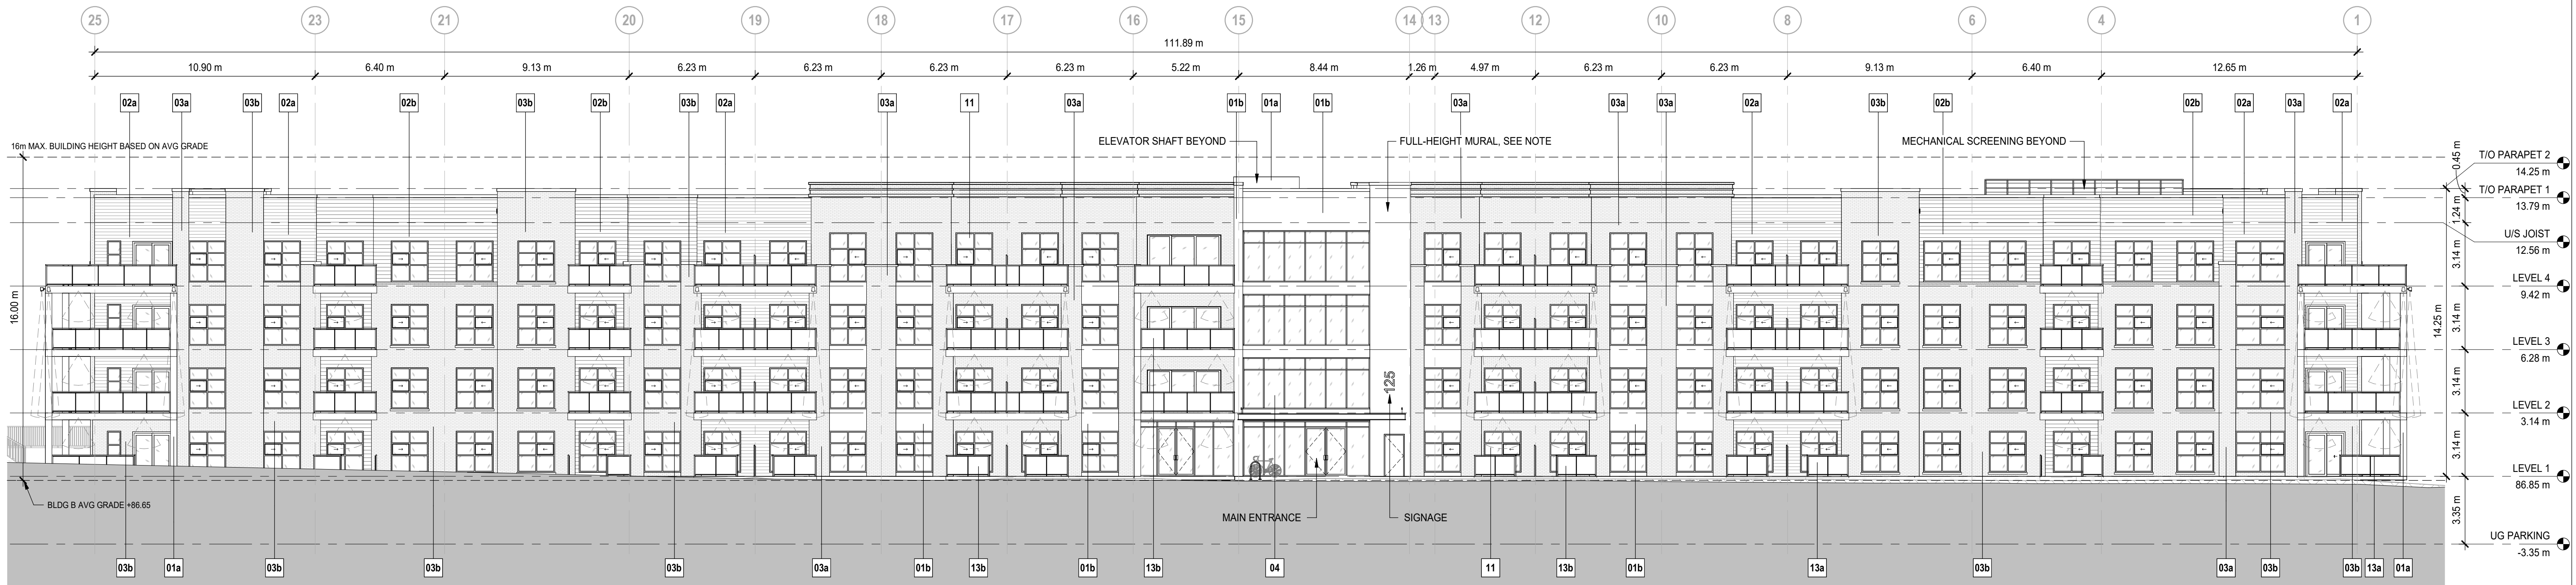 25 23 21 20 19 18 17 16 15 14 13 12 10 8 6 4 1
111.89 m
10.90 m 6.40 m 9.13 m 6.23 m 6.23 m 6.23 m 6.23 m 5.22 m 8.44 m 1.26 m 4.97 m 6.23 m 6.23 m 9.13 m 6.40 m 12.65 m
02a 03a 03b 02a 02b 03b 02b 03b 02a 03a 11 03a 01b 01a 01b 03a 03a 03a 02a 03b 02b 02b 02a 03a 02a
16m MAX. BUILDING HEIGHT BASED ON AVG GRADE
ELEVATOR SHAFT BEYOND
FULL-HEIGHT MURAL, SEE NOTE
MECHANICAL SCREENING BEYOND
0.45 m
T/O PARAPET 2
14.25 m
T/O PARAPET 1
13.79 m
1.24 m
U/S JOIST
12.56 m
3.14 m
LEVEL 4
9.42 m
16.00 m
14.25 m
3.14 m
LEVEL 3
6.28 m
3.14 m
125
LEVEL 2
3.14 m
3.14 m
LEVEL 1
86.85 m
BLDG B AVG GRADE +86.65
MAIN ENTRANCE
SIGNAGE
3.35 m
UG PARKING
-3.35 m
03b 01a 03b 03b 03b 03a 01b 13b 01b 13b 04 11 13b 01b 13a 03b 03a 03b 03b 13a 01a